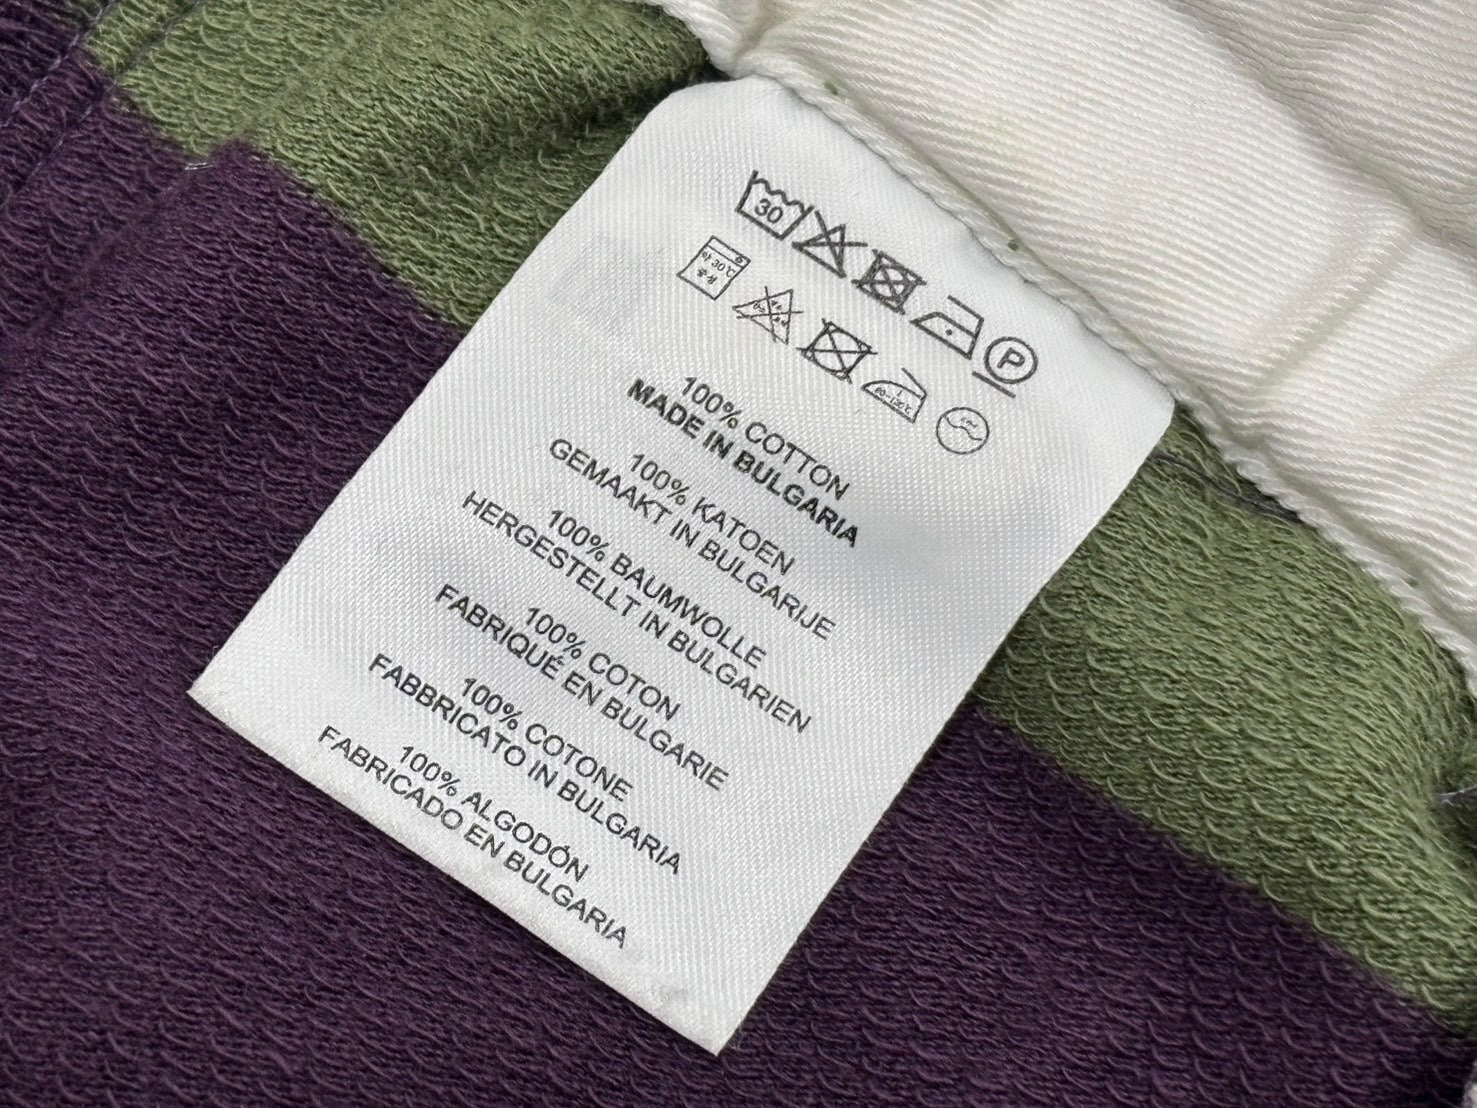 30
P
30℃
100% COTTON
MADE IN BULGARIA
100% KATOEN
GEMAAKT IN BULGARIJE
100% BAUMWOLLE
HERGESTELLT IN BULGARIEN
100% COTON
FABRIQUÉ EN BULGARIE
100% COTONE
FABBRICATO IN BULGARIA
100% ALGODÓN
FABRICADO EN BULGARIA